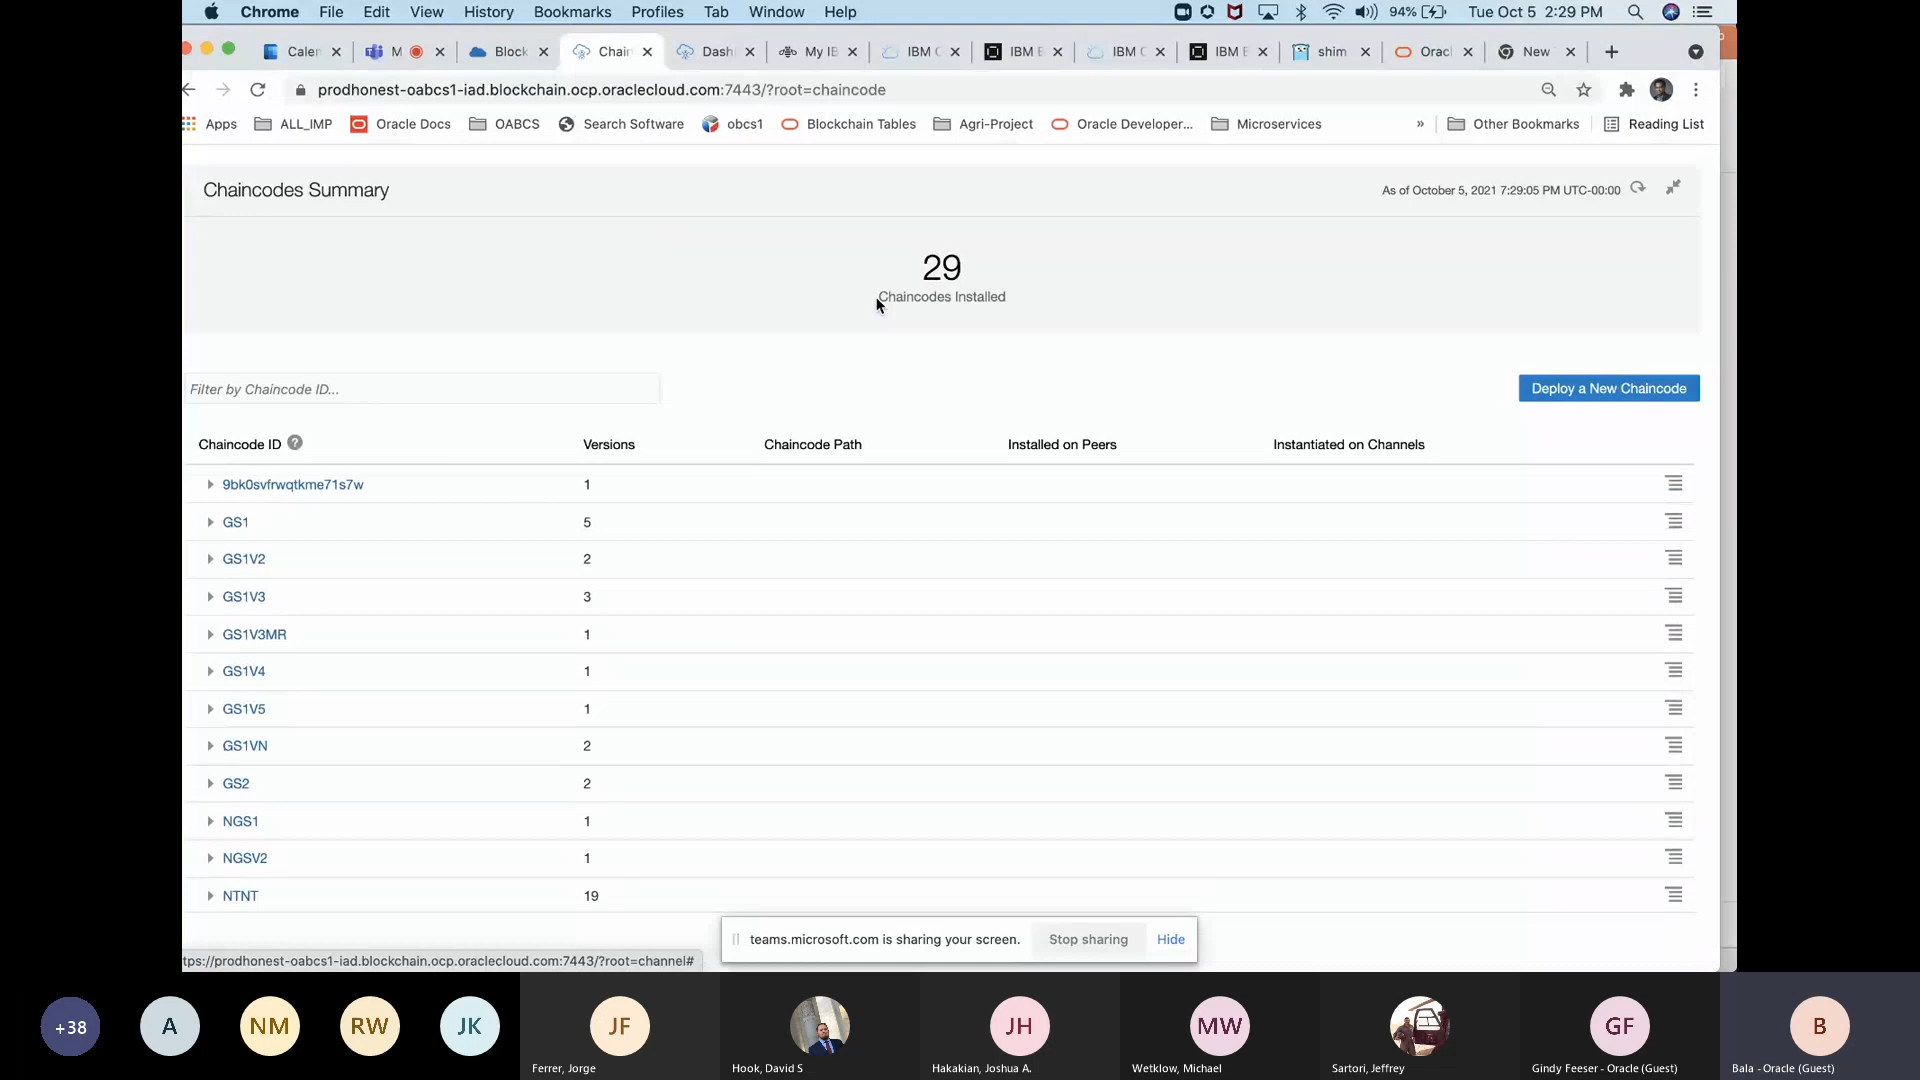 Chrome File Edit View History Bookmarks Profiles Tab Window Help 94% Tue Oct 5 2:29 PM
Calen M Block Chain Dash My IB IBM C IBM B IBM C IBM B shim Orac New
prodhonest-oabcs1-iad.blockchain.ocp.oraclecloud.com:7443/?root=chaincode
Apps ALL_IMP Oracle Docs OABCS Search Software obcs1 Blockchain Tables Agri-Project Oracle Developer... Microservices » Other Bookmarks Reading List
Chaincodes Summary As of October 5, 2021 7:29:05 PM UTC-00:00
29
Chaincodes Installed
Filter by Chaincode ID... Deploy a New Chaincode
Chaincode ID ? Versions Chaincode Path Installed on Peers Instantiated on Channels
9bk0svfrwqtkme71s7w 1
GS1 5
GS1V2 2
GS1V3 3
GS1V3MR 1
GS1V4 1
GS1V5 1
GS1VN 2
GS2 2
NGS1 1
NGSV2 1
NTNT 19
teams.microsoft.com is sharing your screen. Stop sharing Hide
tps://prodhonest-oabcs1-iad.blockchain.ocp.oraclecloud.com:7443/?root=channel#
+38 A NM RW JK JF JH MW GF B
Ferrer, Jorge Hook, David S Hakakian, Joshua A. Wetklow, Michael Sartori, Jeffrey Gindy Feeser - Oracle (Guest) Bala - Oracle (Guest)